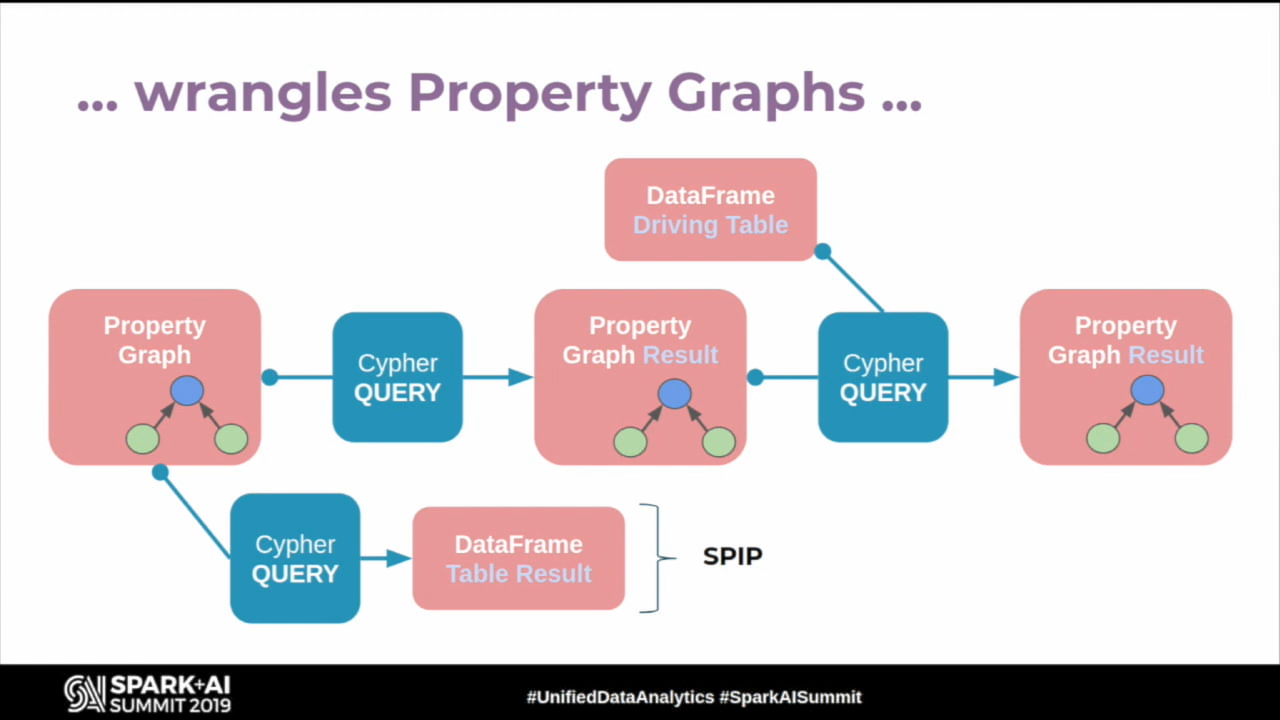 ... wrangles Property Graphs ...
DataFrame
Driving Table
Property
Graph
Cypher
QUERY
Property
Graph Result
Cypher
QUERY
Property
Graph Result
Cypher
QUERY
DataFrame
Table Result
SPIP
SPARK+AI
SUMMIT 2019
#UnifiedDataAnalytics #SparkAISummit